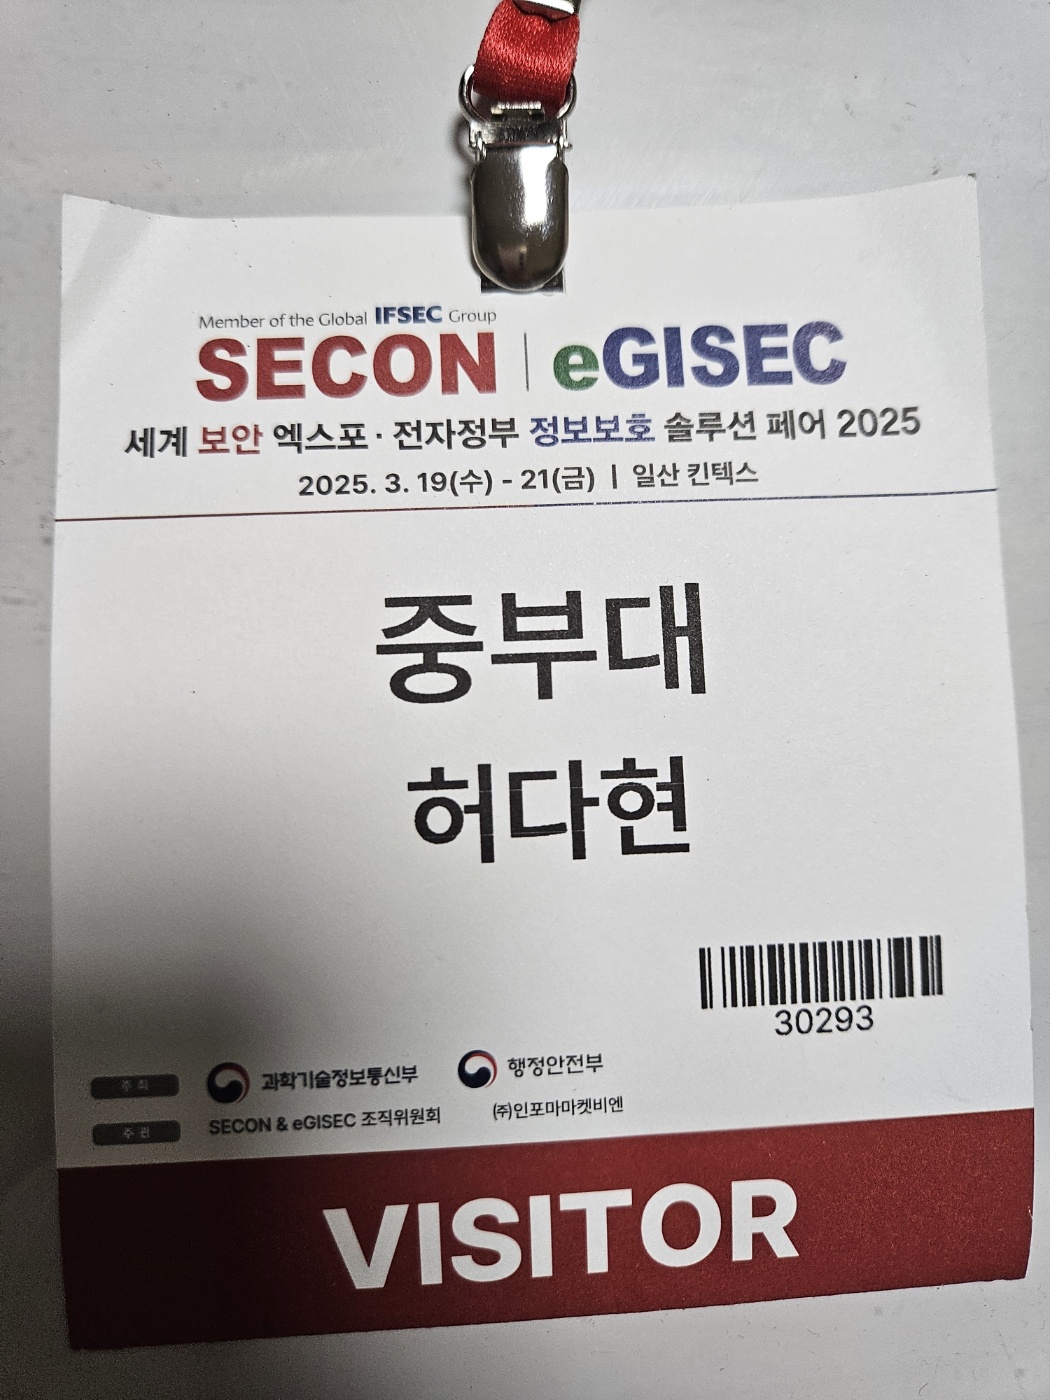 Member of the Global IFSEC Group
SECON | eGISEC
세계 보안 엑스포 · 전자정부 정보보호 솔루션 페어 2025
2025. 3. 19(수) - 21(금) | 일산 킨텍스
중부대
허다현
30293
주최 과학기술정보통신부 행정안전부
주관 SECON & eGISEC 조직위원회 ㈜인포마마켓비엔
VISITOR